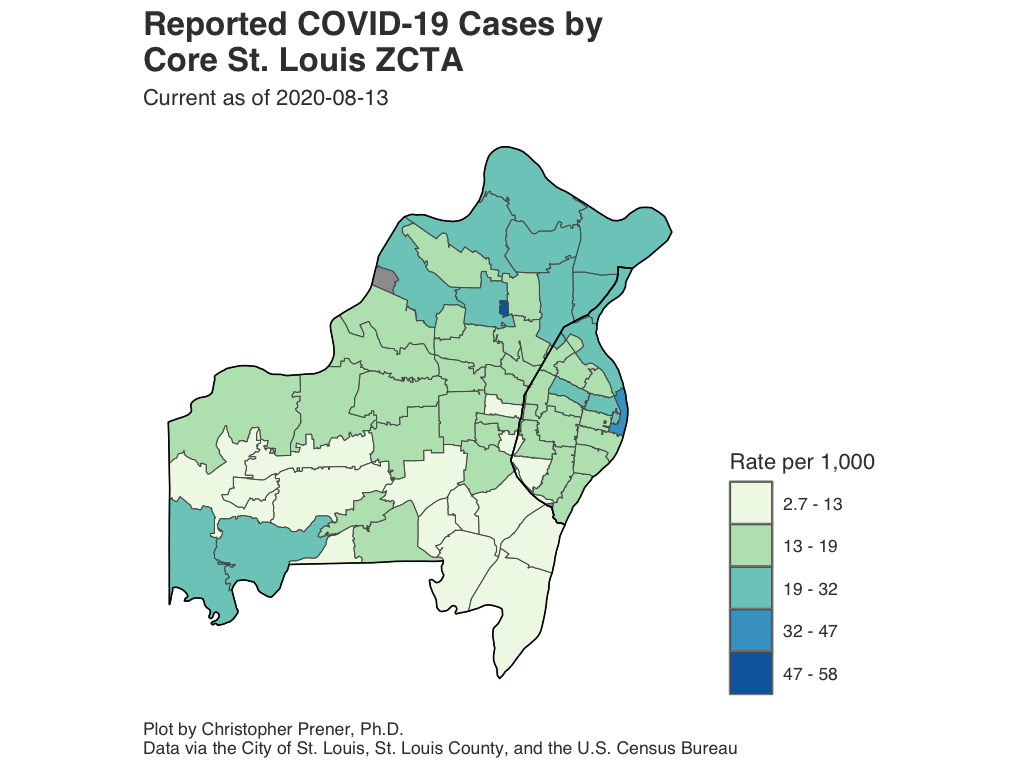 Reported COVID-19 Cases by
Core St. Louis ZCTA
Current as of 2020-08-13
Rate per 1,000
2.7 - 13
13 - 19
19 - 32
32 - 47
47 - 58
Plot by Christopher Prener, Ph.D.
Data via the City of St. Louis, St. Louis County, and the U.S. Census Bureau